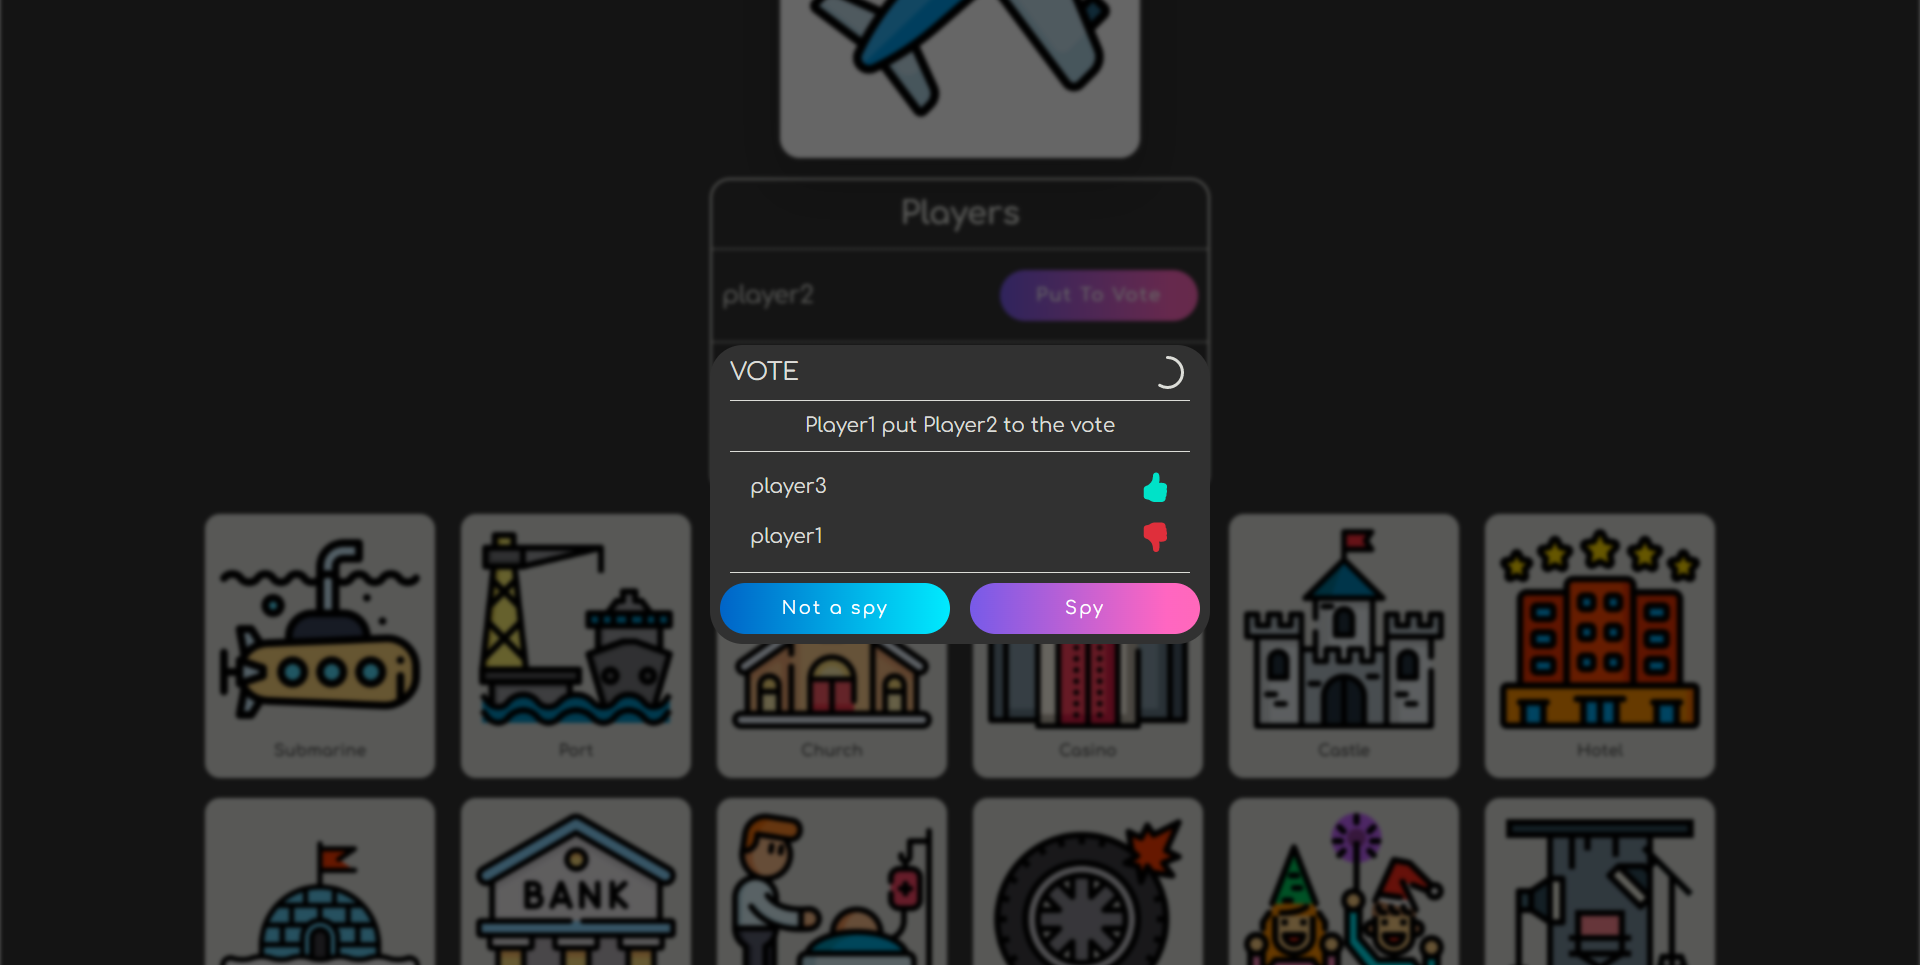 Players
player2
Put To Vote
VOTE
Player1 put Player2 to the vote
player3
player1
Not a spy
Spy
Submarine
Port
Church
Casino
Castle
Hotel
BANK